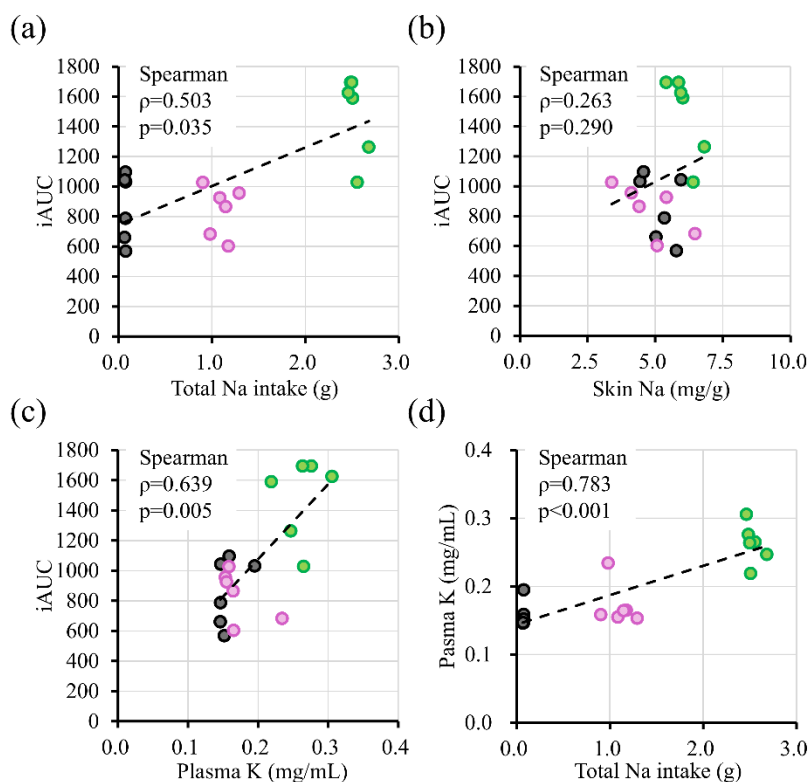 (a)
(b)
1800
1600
1400
1200
1000
800
600
400
200
0
iAUC
Spearman
ρ=0.503
p=0.035
0.0 1.0 2.0 3.0
Total Na intake (g)
1800
1600
1400
1200
1000
800
600
400
200
0
iAUC
Spearman
ρ=0.263
p=0.290
0.0 2.5 5.0 7.5 10.0
Skin Na (mg/g)
(c)
(d)
1800
1600
1400
1200
1000
800
600
400
200
0
iAUC
Spearman
ρ=0.639
p=0.005
0.0 0.1 0.2 0.3 0.4
Plasma K (mg/mL)
0.4
0.3
0.2
0.1
0.0
Pasma K (mg/mL)
Spearman
ρ=0.783
p<0.001
0.0 1.0 2.0 3.0
Total Na intake (g)